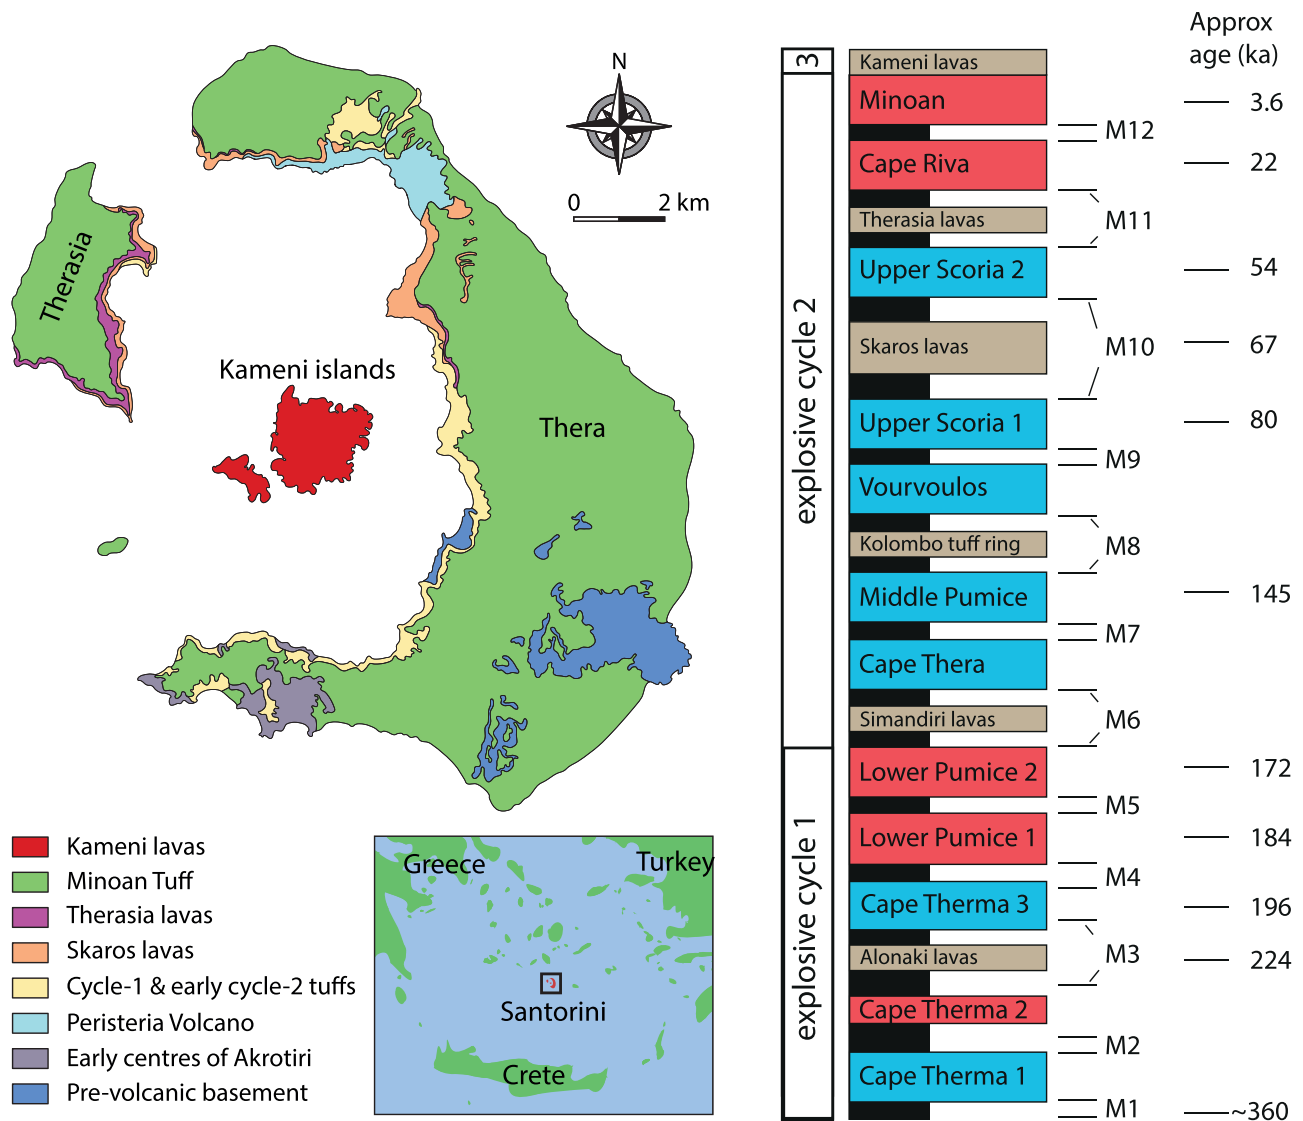 N
0 2 km
Therasia
Kameni islands
Thera
Kameni lavas
Minoan Tuff
Therasia lavas
Skaros lavas
Cycle-1 & early cycle-2 tuffs
Peristeria Volcano
Early centres of Akrotiri
Pre-volcanic basement
Greece
Turkey
Santorini
Crete
Approx
age (ka)
3
explosive cycle 2
explosive cycle 1
Kameni lavas
Minoan
Cape Riva
Therasia lavas
Upper Scoria 2
Skaros lavas
Upper Scoria 1
Vourvoulos
Kolombo tuff ring
Middle Pumice
Cape Thera
Simandiri lavas
Lower Pumice 2
Lower Pumice 1
Cape Therma 3
Alonaki lavas
Cape Therma 2
Cape Therma 1
M12
M11
M10
M9
M8
M7
M6
M5
M4
M3
M2
M1
3.6
22
54
67
80
145
172
184
196
224
~360